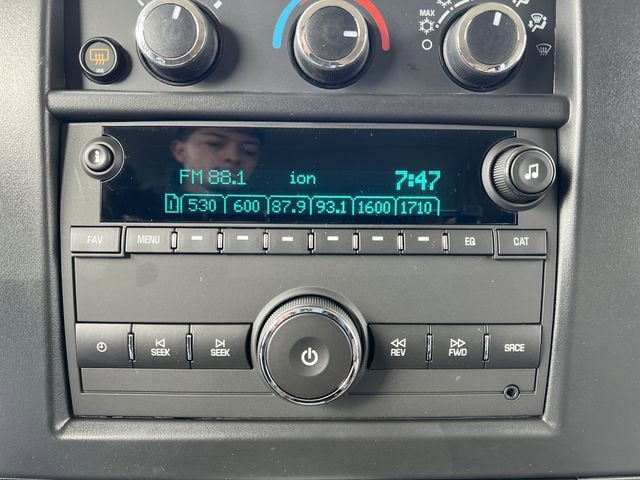 MAX
i
FM 88.1 ion 7:47
1 530 600 87.9 93.1 1600 1710
FAV MENU EQ CAT
SEEK SEEK REV FWD SRCE